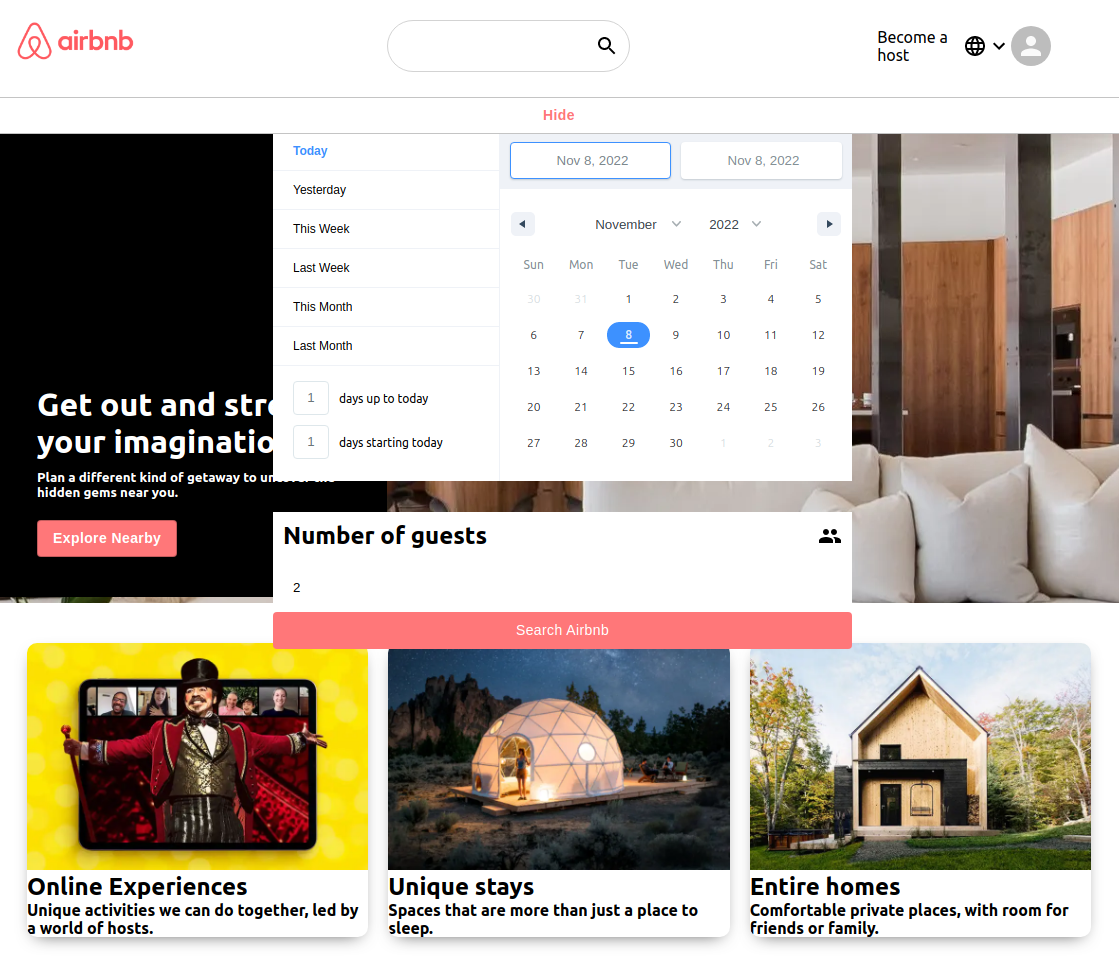 airbnb
Become a
host
Hide
Today
Yesterday
This Week
Last Week
This Month
Last Month
1 days up to today
1 days starting today
Nov 8, 2022 Nov 8, 2022
November 2022
Sun Mon Tue Wed Thu Fri Sat
30 31 1 2 3 4 5
6 7 8 9 10 11 12
13 14 15 16 17 18 19
20 21 22 23 24 25 26
27 28 29 30 1 2 3
Get out and
your
Plan a different kind of getaway to
hidden gems near you.
Explore Nearby
Number of guests
2
Search Airbnb
Online Experiences
Unique activities we can do together, led by
a world of hosts.
Unique stays
Spaces that are more than just a place to
sleep.
Entire homes
Comfortable private places, with room for
friends or family.